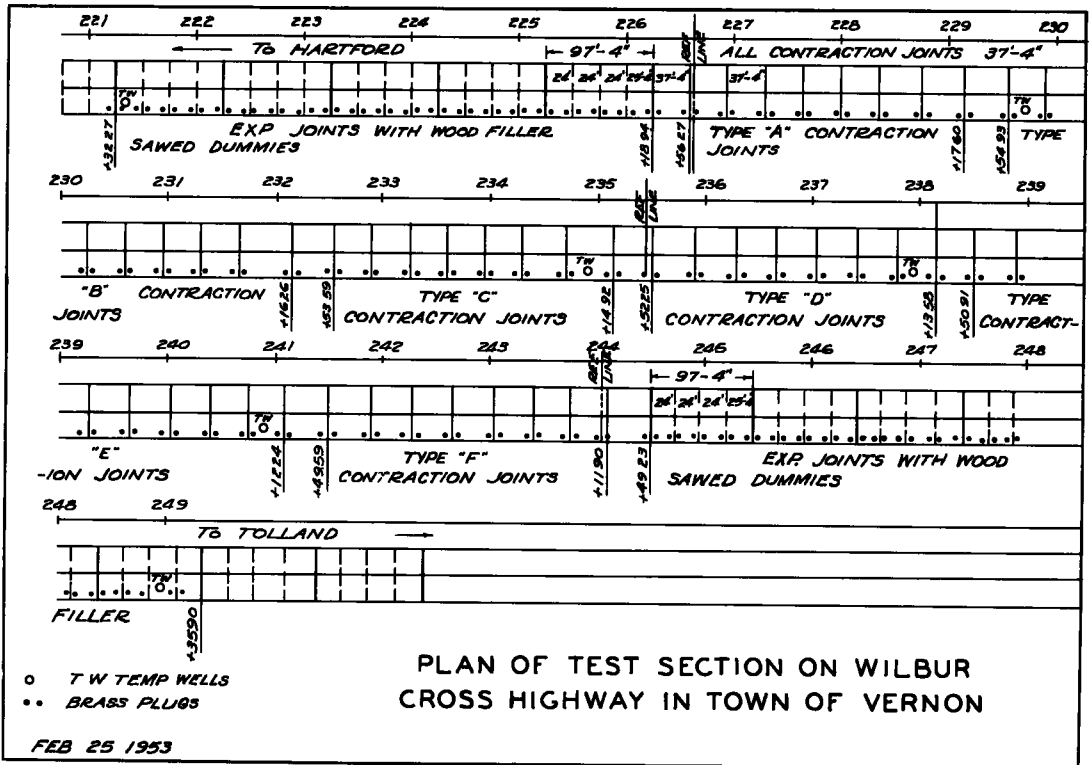 221 222 223 224 225 226 227 228 229 230
TO HARTFORD 97'-4" REF LINE ALL CONTRACTION JOINTS 37'-4"
24' 24' 24' 25'-4" 37'-4" 37'-4"
TW TW
EXP JOINTS WITH WOOD FILLER TYPE "A" CONTRACTION TYPE
SAWED DUMMIES JOINTS
+32.27 +18.94 +56.27 +17.60 +54.93
230 231 232 233 234 235 236 237 238 239
REF LINE
TW TW
"B" CONTRACTION TYPE "C" TYPE "D" TYPE
JOINTS CONTRACTION JOINTS CONTRACTION JOINTS CONTRACT-
+16.26 +53.59 +14.92 +52.25 +13.58 +50.91
239 240 241 242 243 244 246 246 247 248
REF LINE 97-4"
24' 24' 24' 25'-4
TW
"E" TYPE "F" EXP. JOINTS WITH WOOD
-ION JOINTS CONTRACTION JOINTS SAWED DUMMIES
+12.24 +49.59 +11.90 +49.23
248 249
TO TOLLAND
TW
FILLER
+35.90
T W TEMP WELLS
BRASS PLUGS
PLAN OF TEST SECTION ON WILBUR
CROSS HIGHWAY IN TOWN OF VERNON
FEB 25 1953